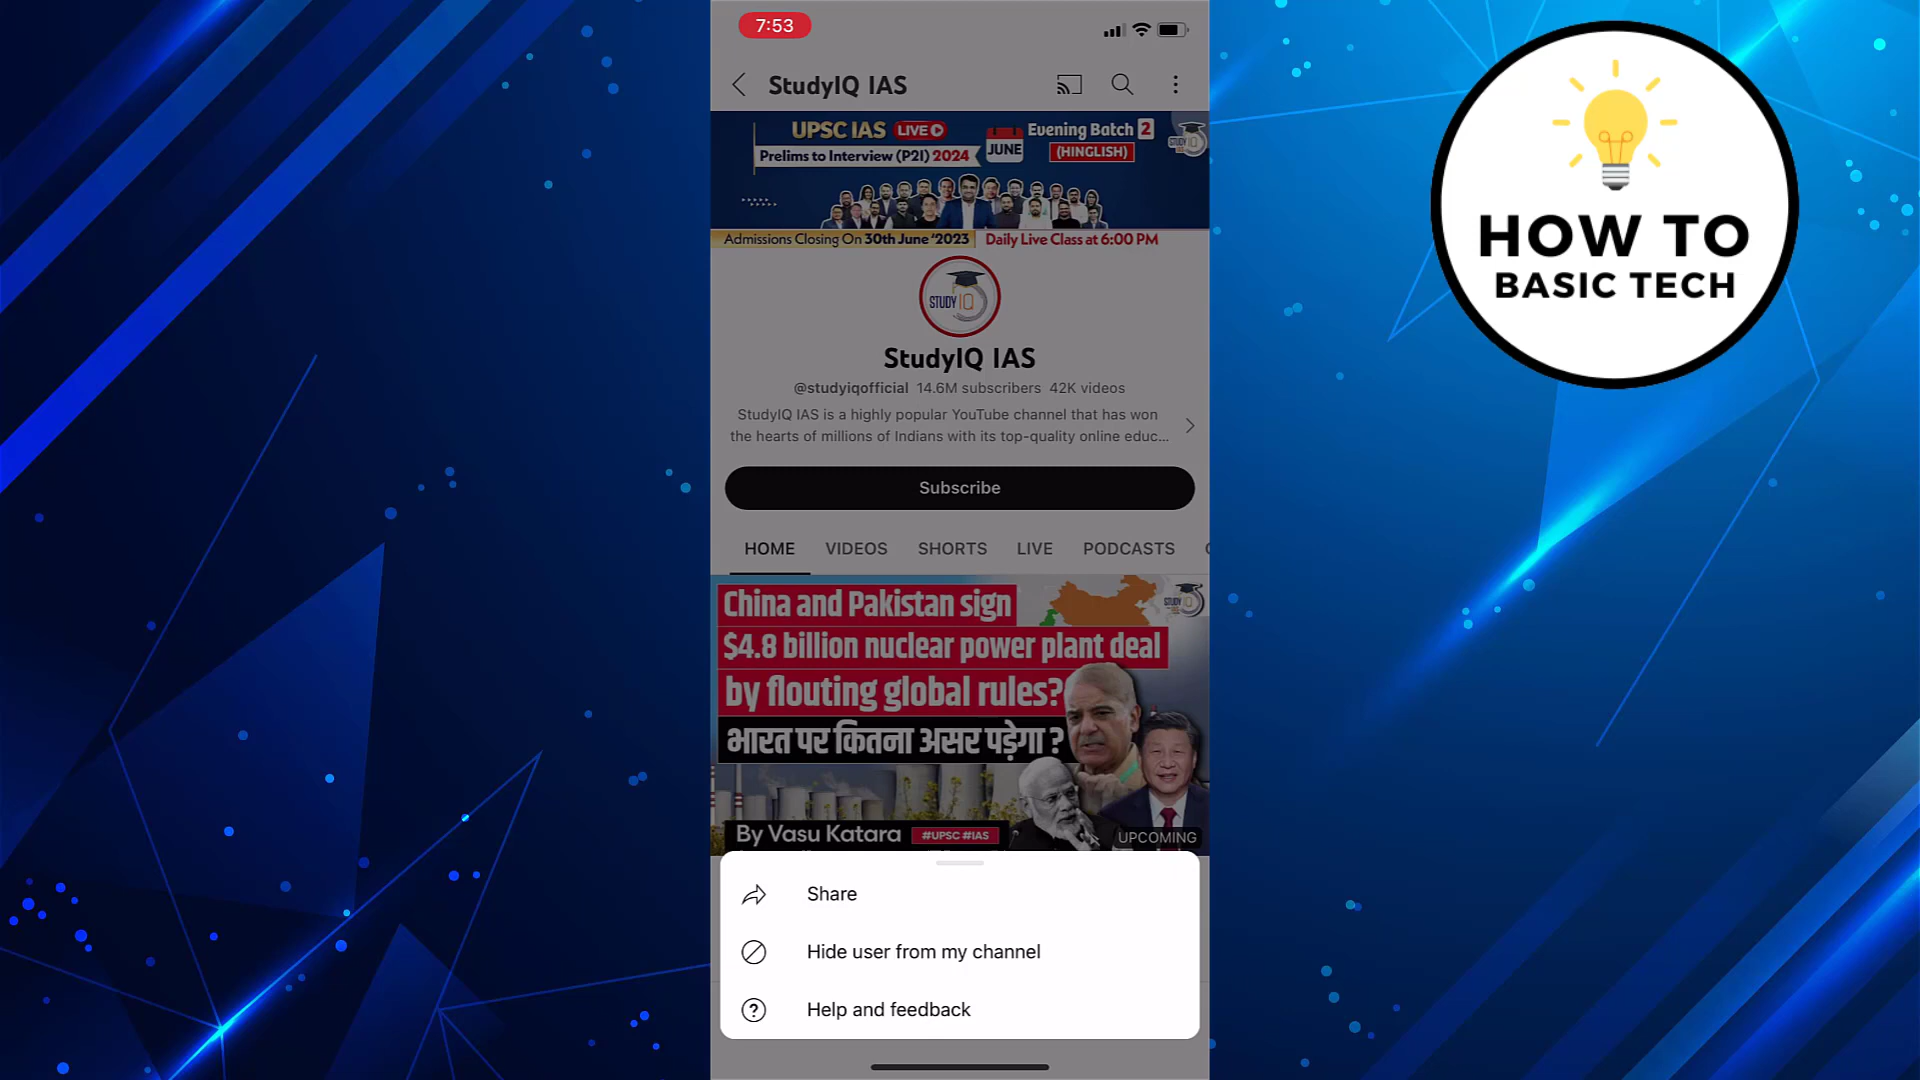 7:53
StudyIQ IAS
UPSC IAS LIVE
Prelims to Interview (P2I) 2024
JUNE
Evening Batch 2
(HINGLISH)
Admissions Closing On 30th June '2023 Daily Live Class at 6:00 PM
STUDY IQ
StudyIQ IAS
@studyiqofficial 14.6M subscribers 42K videos
StudyIQ IAS is a highly popular YouTube channel that has won
the hearts of millions of Indians with its top-quality online educ...
Subscribe
HOME VIDEOS SHORTS LIVE PODCASTS
China and Pakistan sign
$4.8 billion nuclear power plant deal
by flouting global rules?
भारत पर कितना असर पड़ेगा ?
By Vasu Katara #UPSC #IAS
UPCOMING
Share
Hide user from my channel
Help and feedback
HOW TO
BASIC TECH